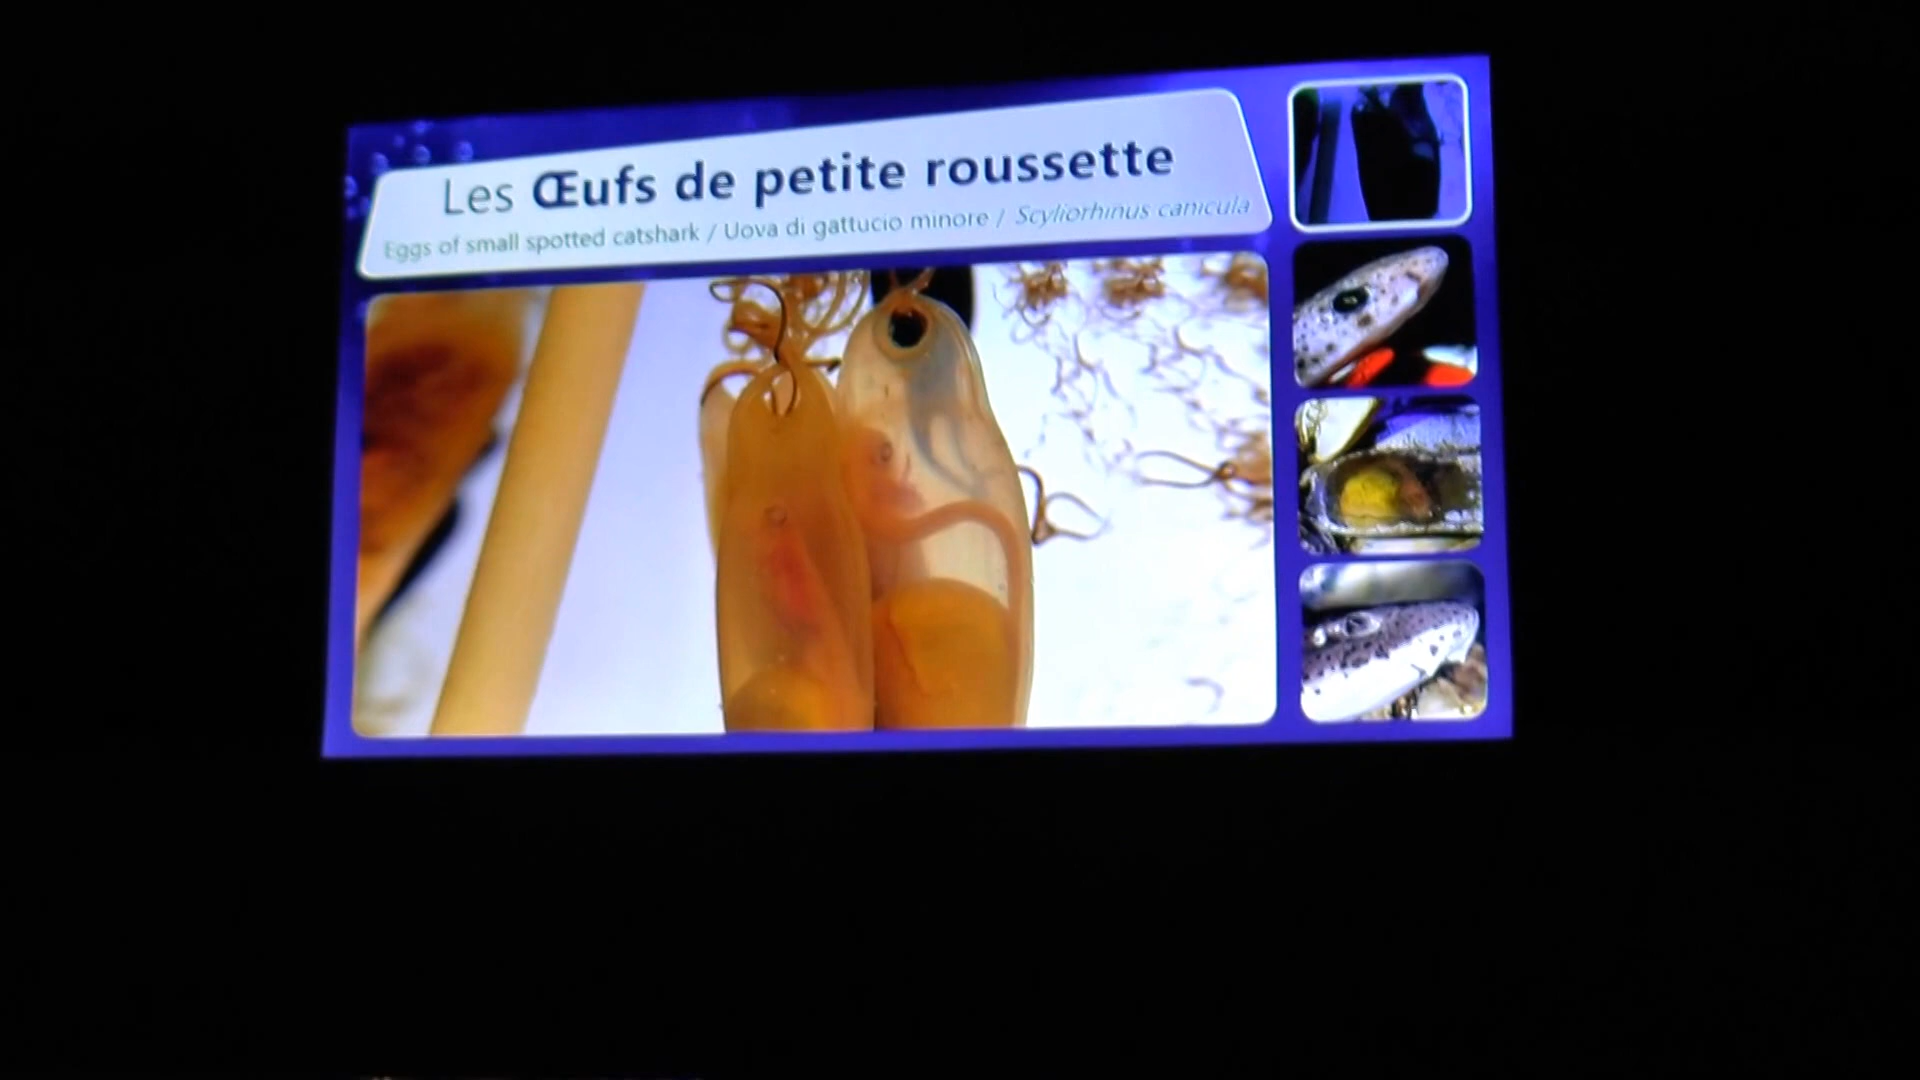 Les Œufs de petite roussette
Eggs of small spotted catshark / Uova di gattucio minore / Scyliorhinus canicula